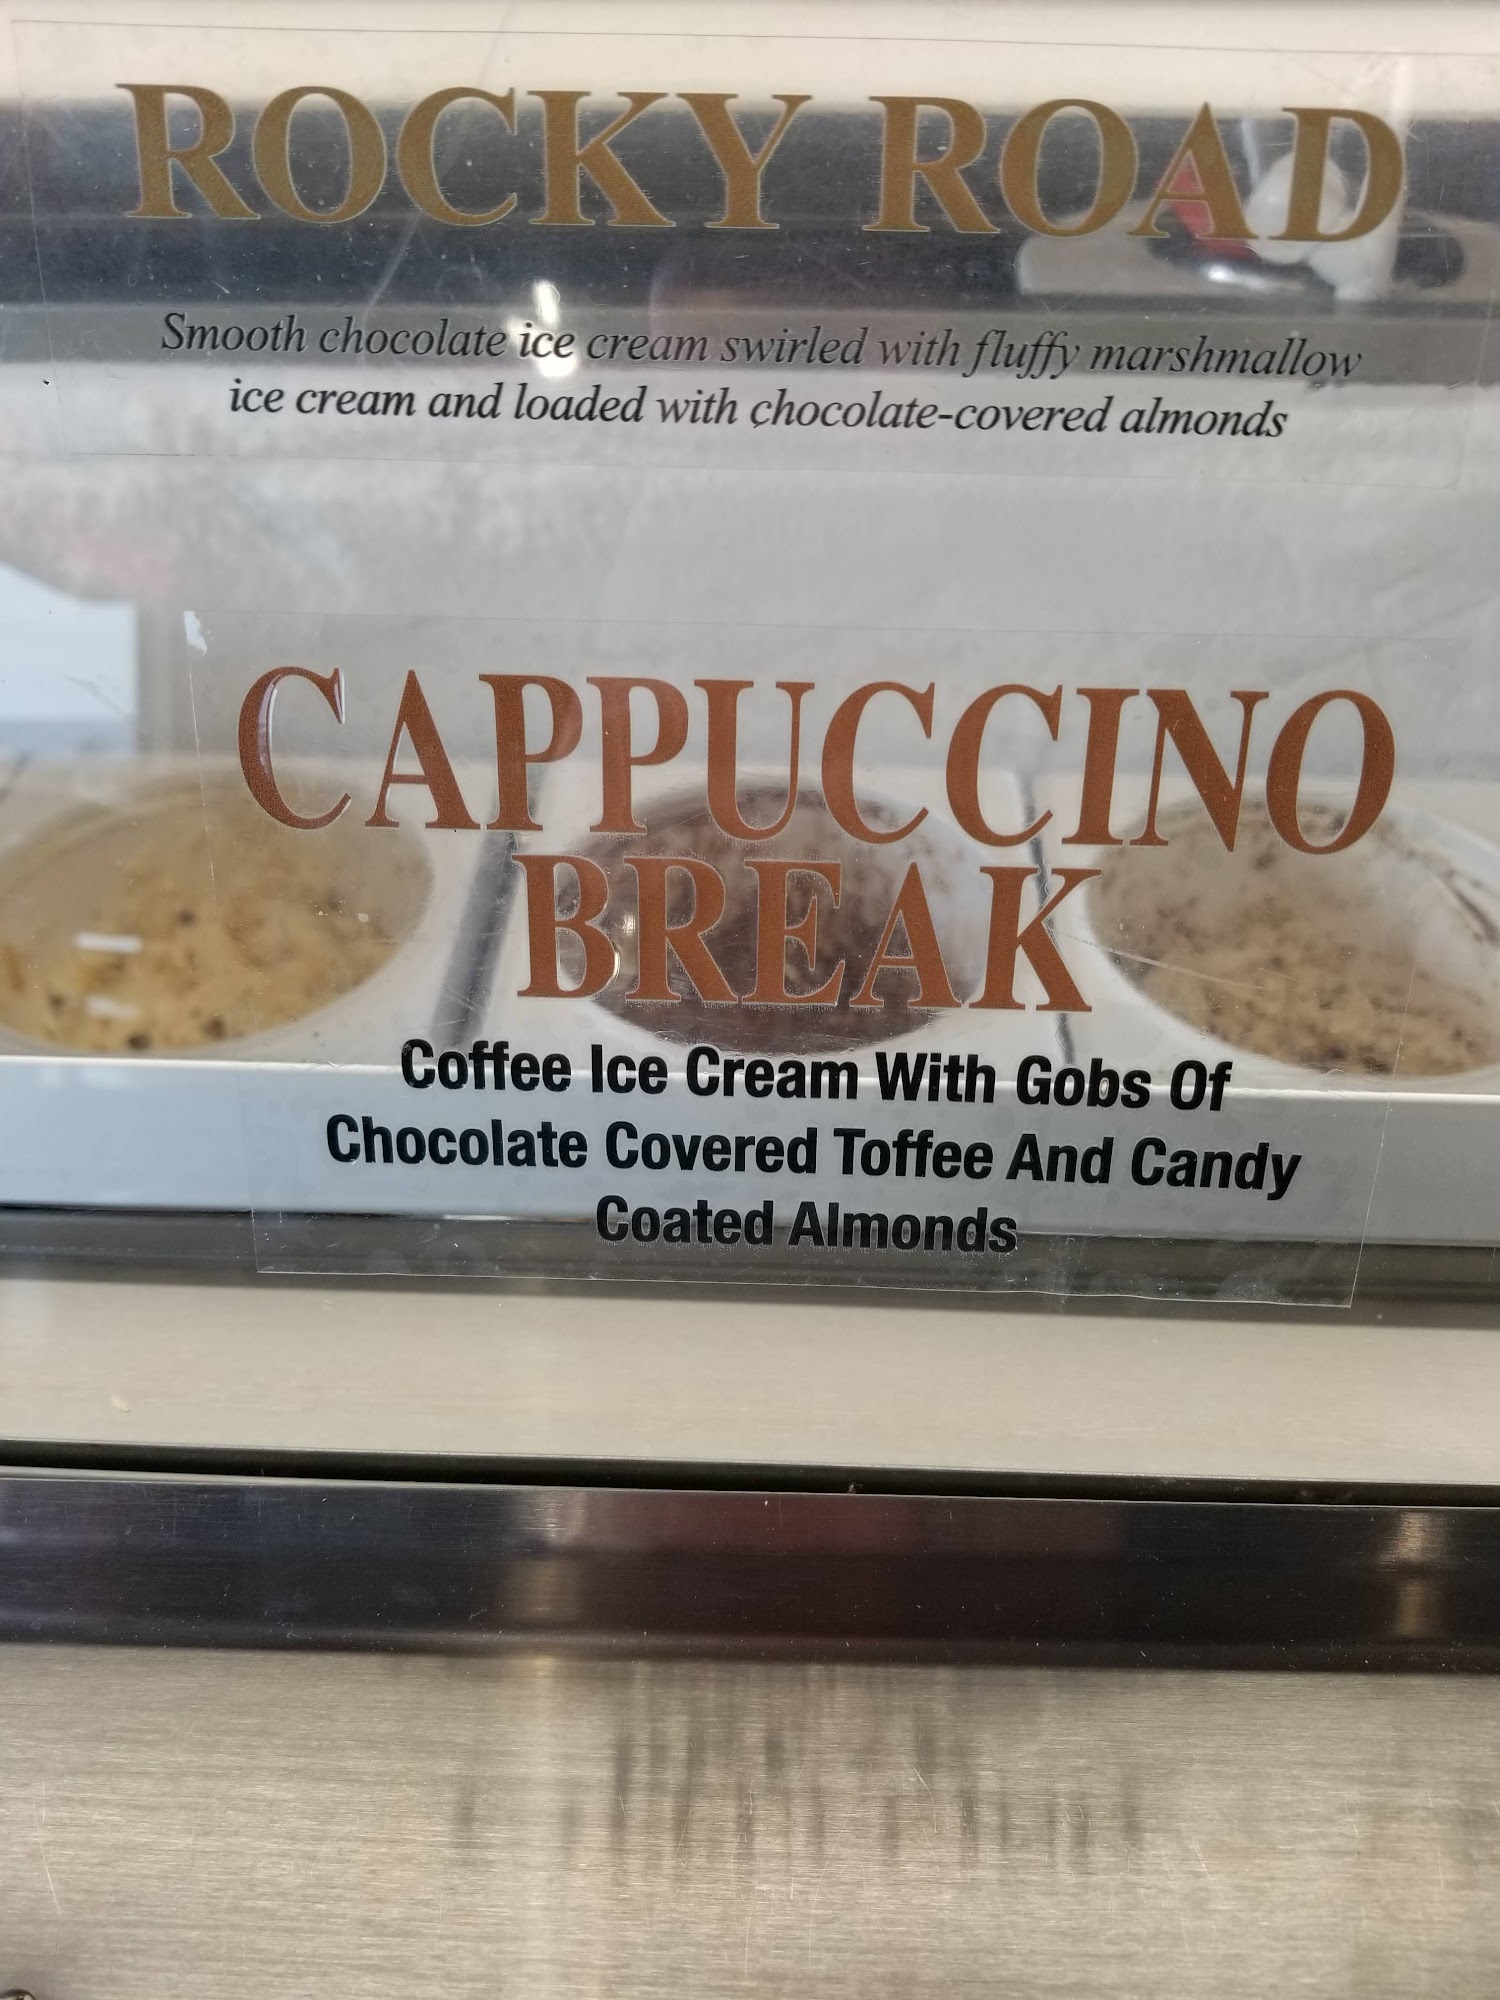 ROCKY ROAD
Smooth chocolate ice cream swirled with fluffy marshmallow
ice cream and loaded with chocolate-covered almonds
CAPPUCCINO
BREAK
Coffee Ice Cream With Gobs Of
Chocolate Covered Toffee And Candy
Coated Almonds